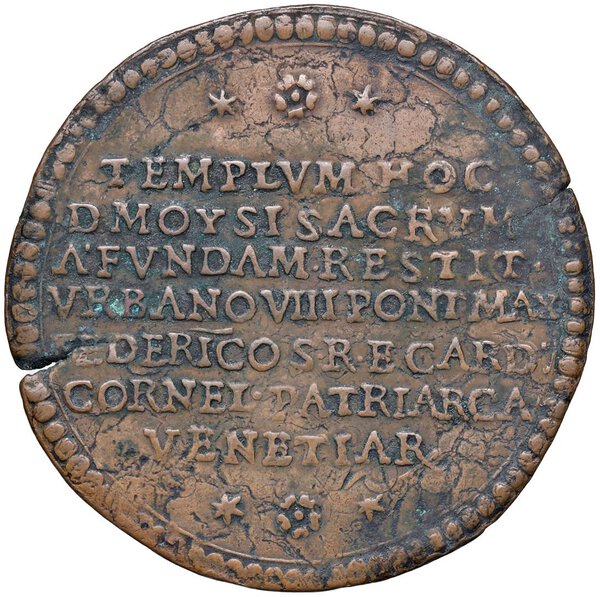 TEMPLVM HOC
D MOYSI SACRVM
A·FVNDAM·RESTIT·
VRBANO VIII PONT MAX
FEDERICO S·R·E CARD·
CORNEL·PATRIARCA
VENETIAR